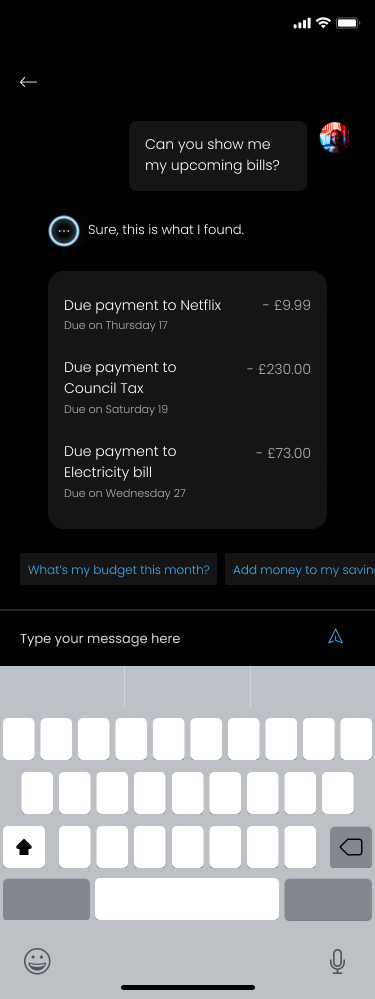 Can you show me
my upcoming bills?
Sure, this is what I found.
Due payment to Netflix - £9.99
Due on Thursday 17
Due payment to - £230.00
Council Tax
Due on Saturday 19
Due payment to - £73.00
Electricity bill
Due on Wednesday 27
What's my budget this month? Add money to my
Type your message here